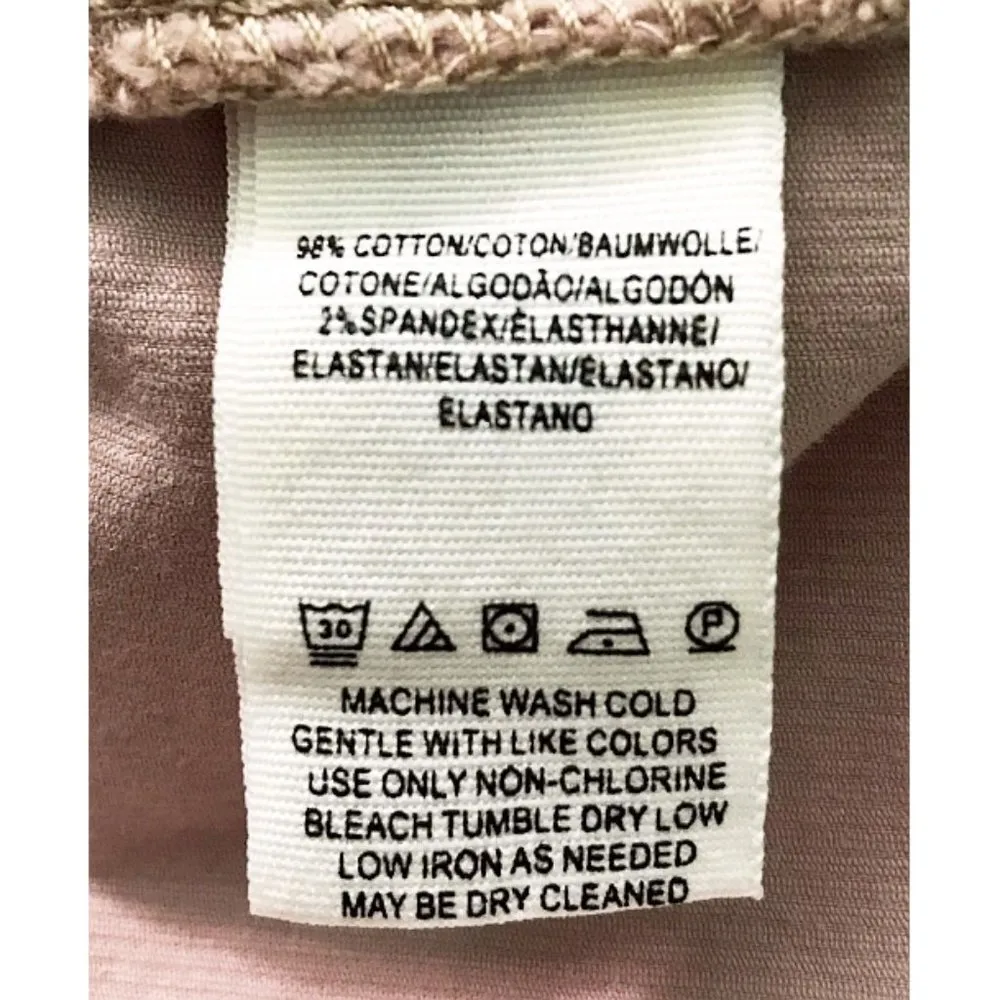 98% COTTON/COTON/BAUMWOLLE/
COTONE/ALGODÃO/ALGODÓN
2%SPANDEX/ÉLASTHANNE/
ELASTAN/ELASTAN/ELASTANO/
ELASTANO
30
P
MACHINE WASH COLD
GENTLE WITH LIKE COLORS
USE ONLY NON-CHLORINE
BLEACH TUMBLE DRY LOW
LOW IRON AS NEEDED
MAY BE DRY CLEANED